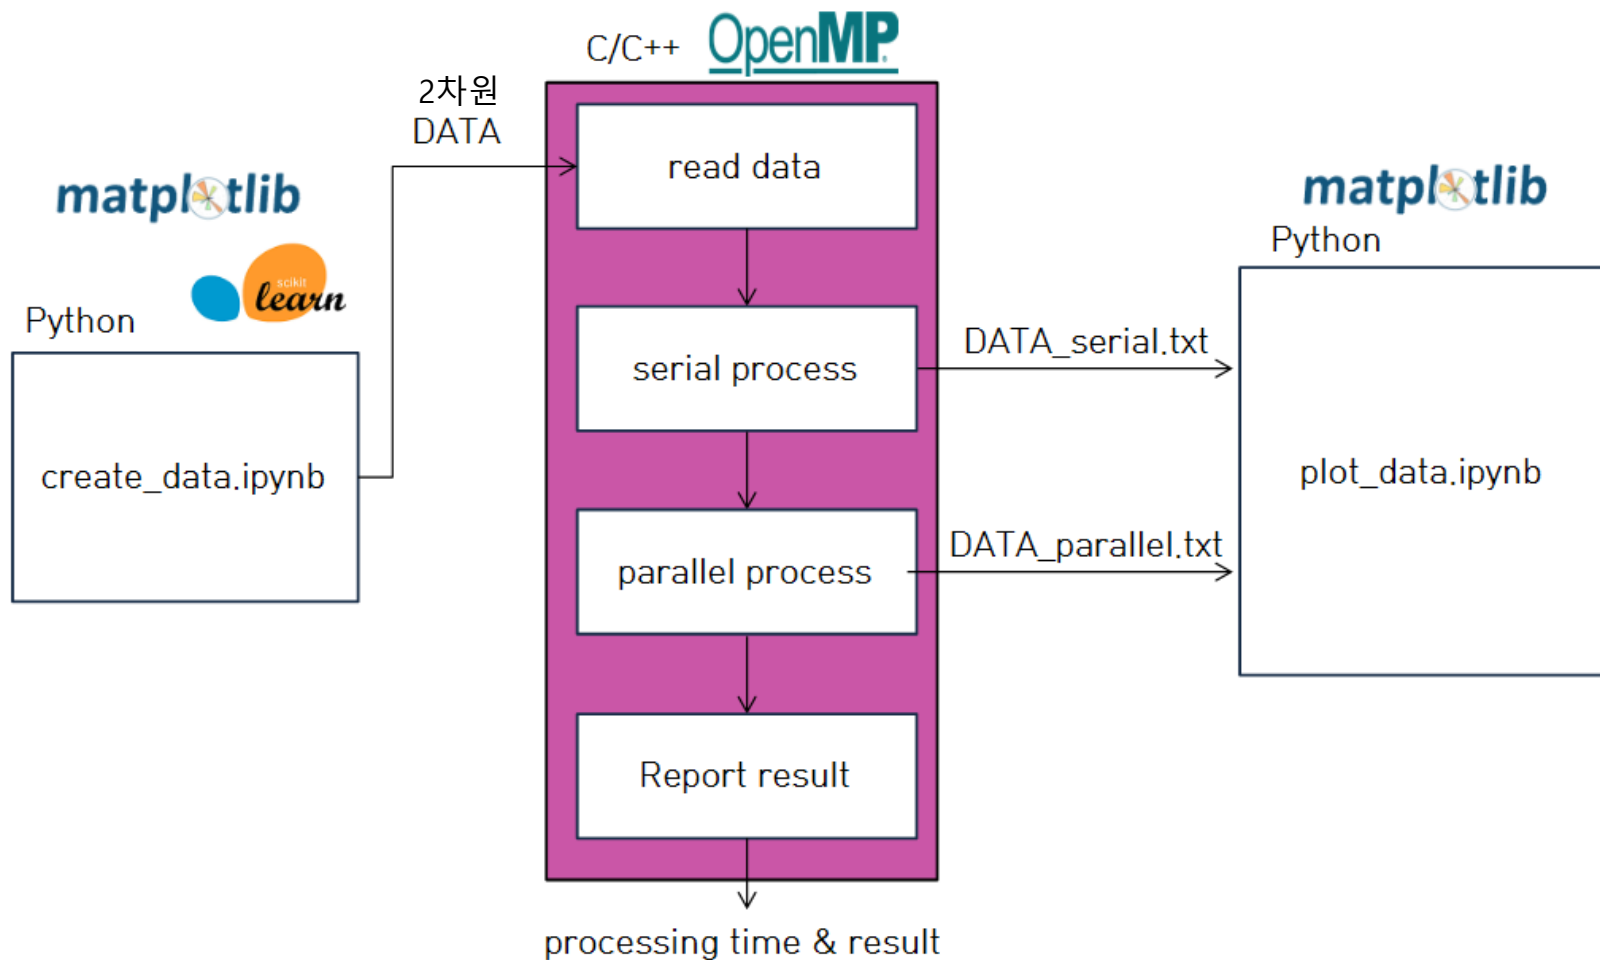 matplotlib
scikit
learn
Python
create_data.ipynb
2차원
DATA
C/C++ OpenMP
read data
serial process
parallel process
Report result
processing time & result
DATA_serial.txt
DATA_parallel.txt
matplotlib
Python
plot_data.ipynb